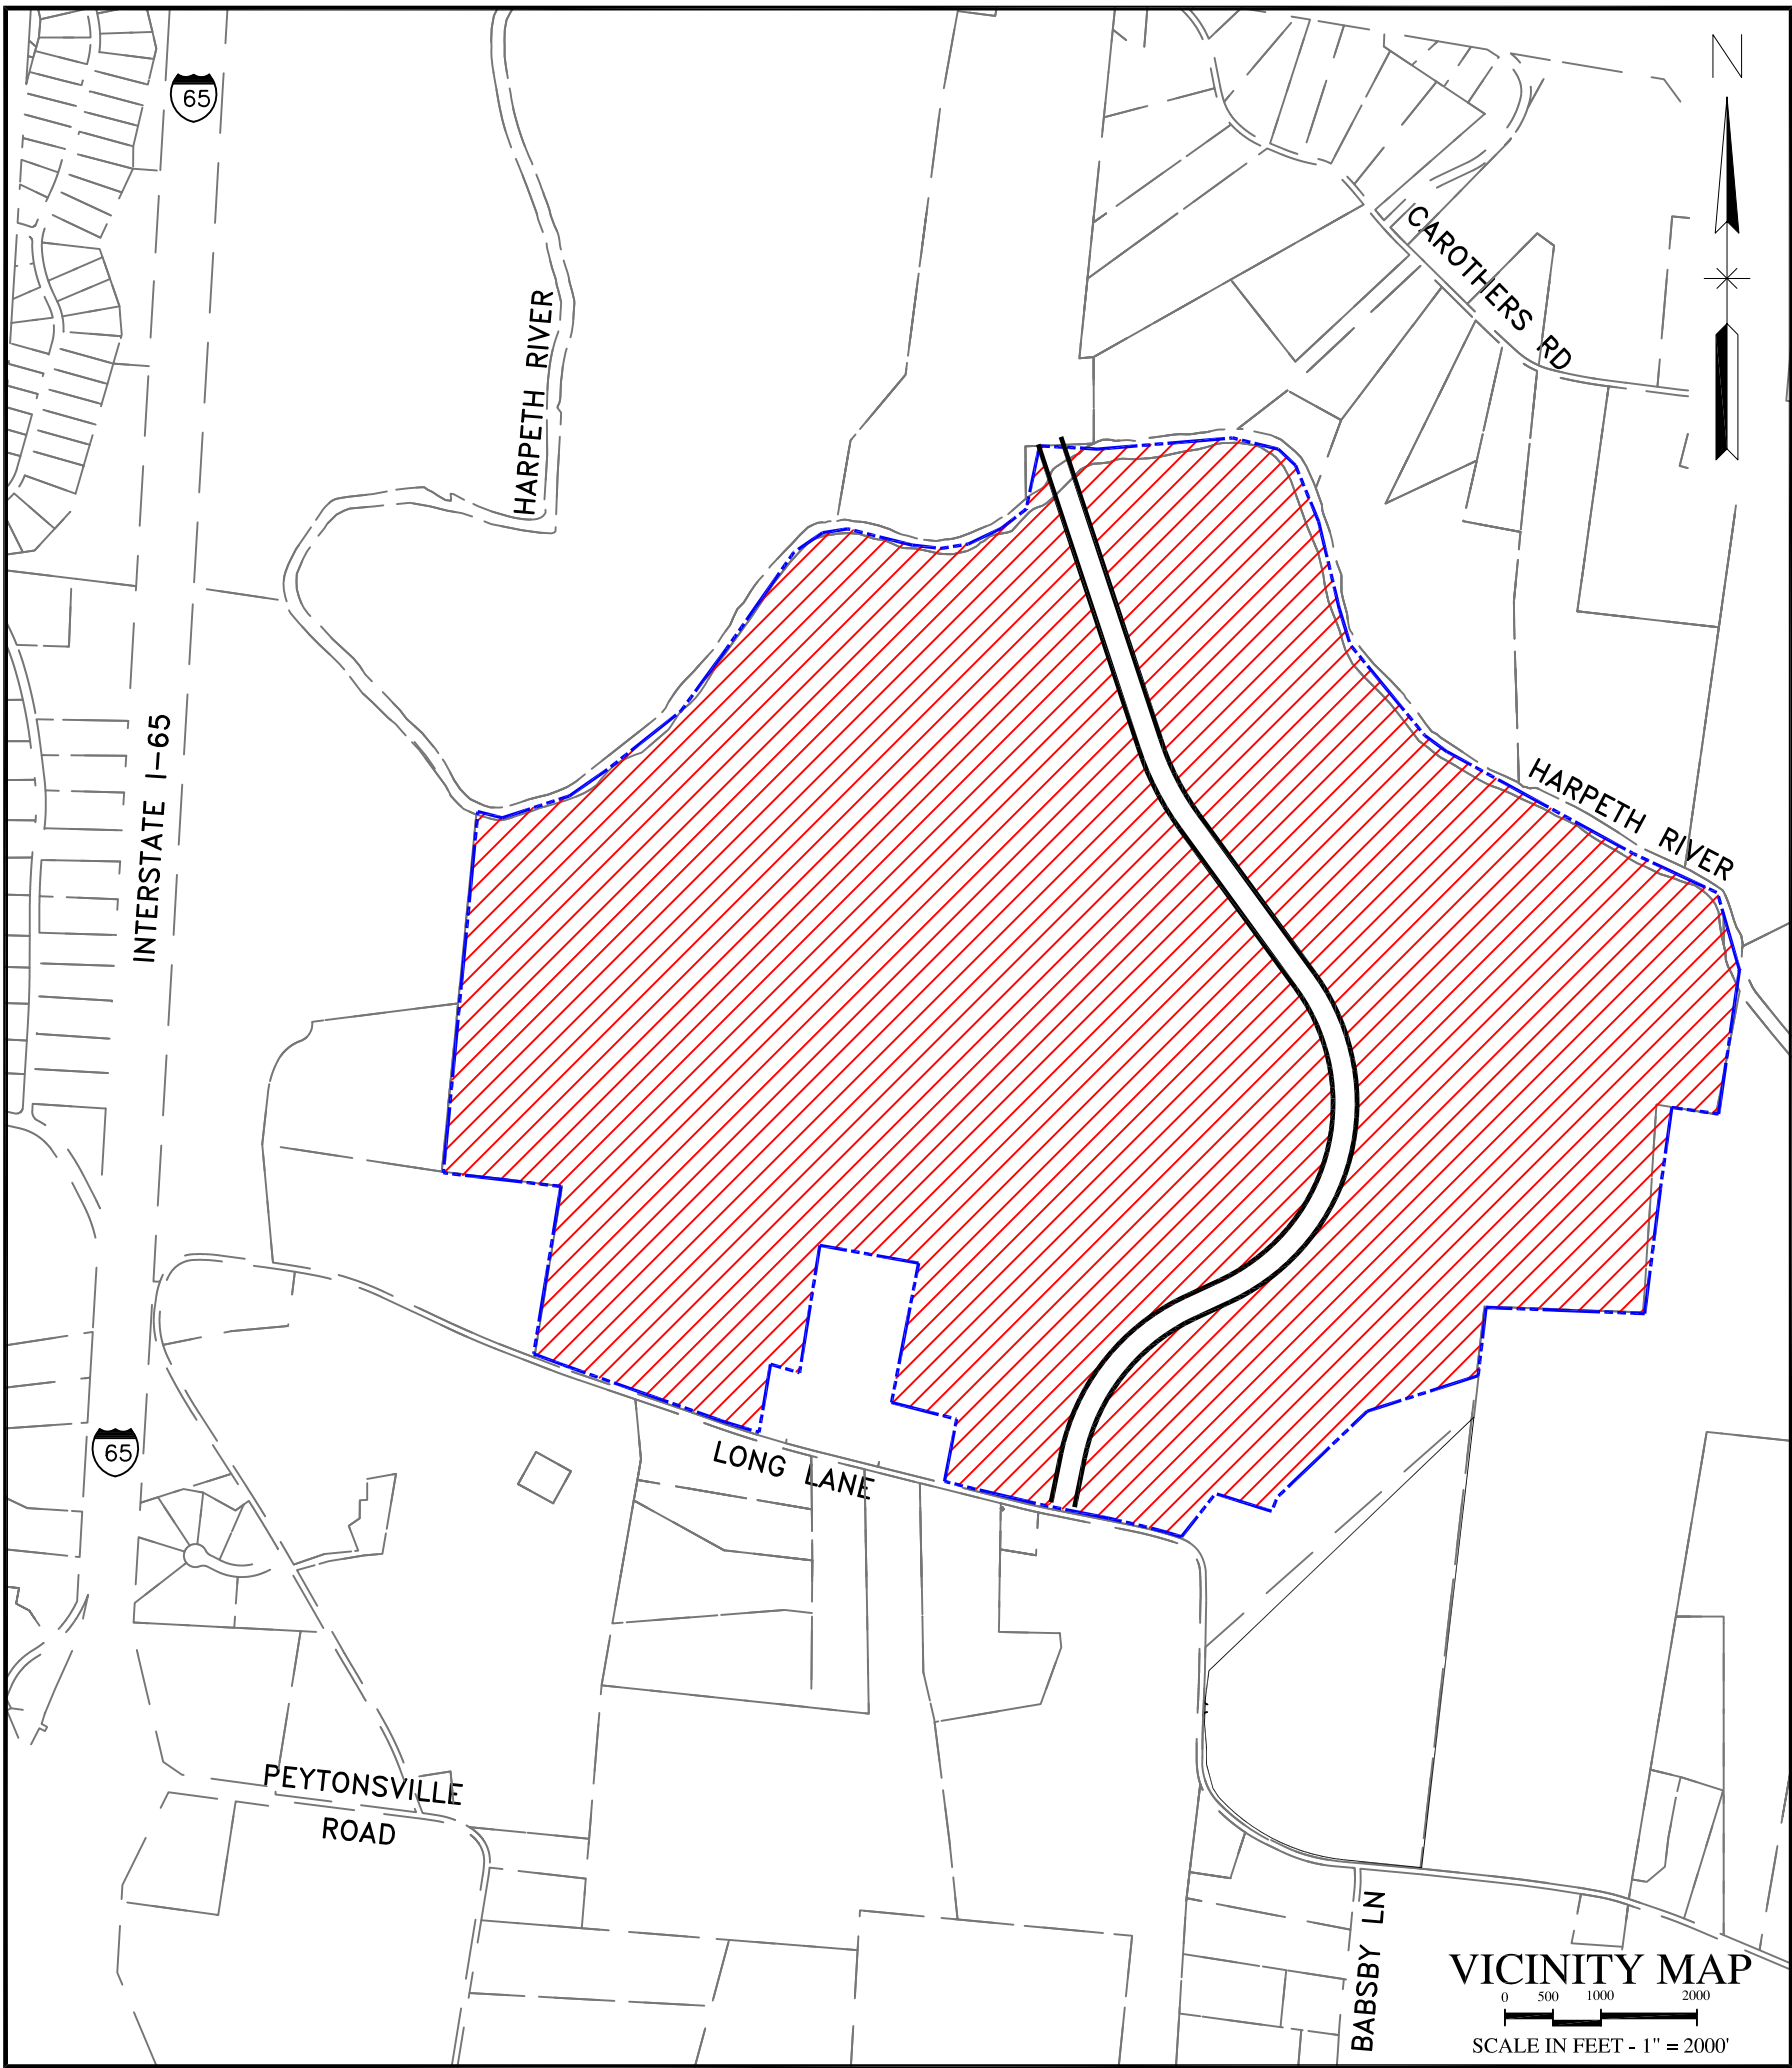 65
N
CAROTHERS RD
HARPETH RIVER
INTERSTATE I-65
HARPETH RIVER
65
LONG LANE
PEYTONSVILLE
ROAD
BABSBY LN
VICINITY MAP
0 500 1000 2000
SCALE IN FEET - 1" = 2000'